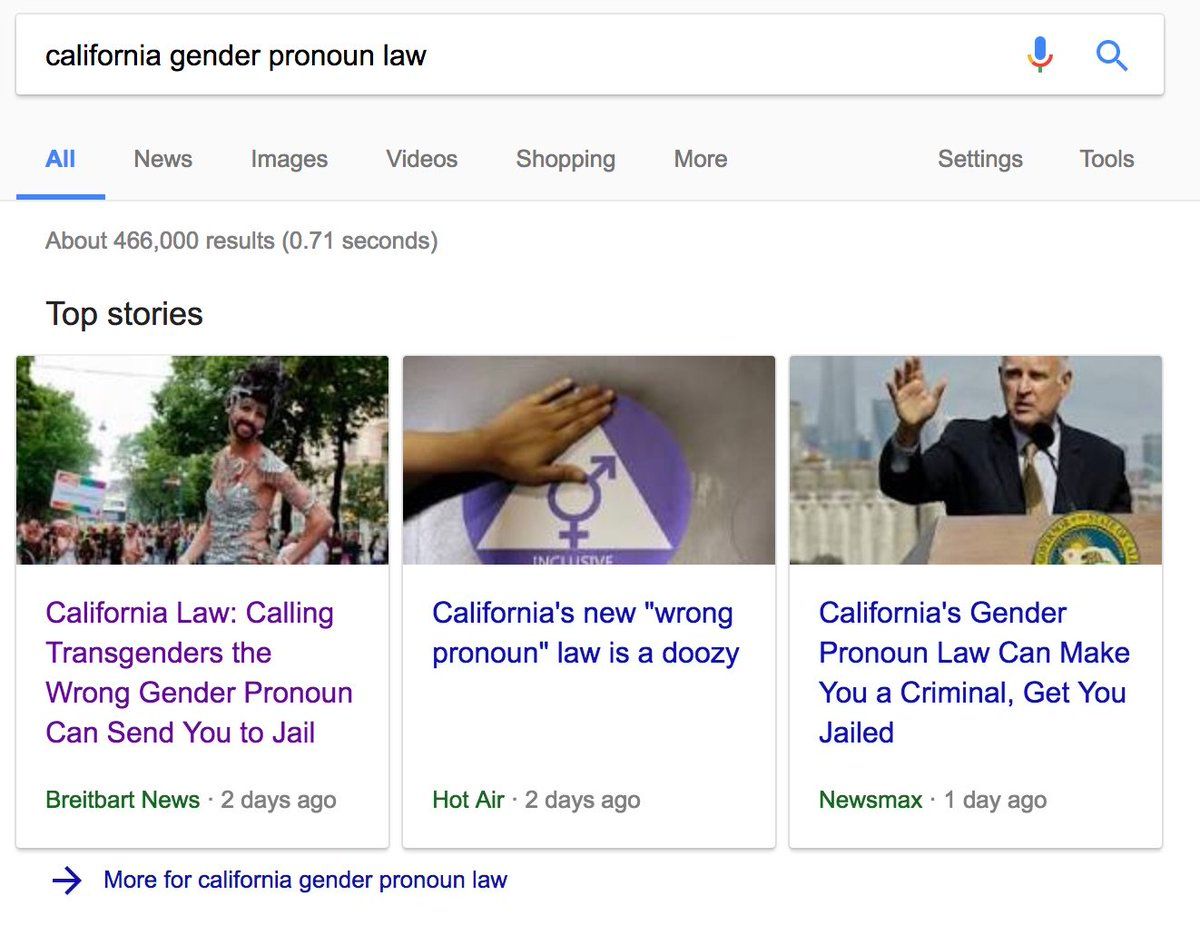 california gender pronoun law
All News Images Videos Shopping More Settings Tools
About 466,000 results (0.71 seconds)
Top stories
INCLUSIVE
California Law: Calling
Transgenders the
Wrong Gender Pronoun
Can Send You to Jail
Breitbart News · 2 days ago
California's new "wrong
pronoun" law is a doozy
Hot Air · 2 days ago
California's Gender
Pronoun Law Can Make
You a Criminal, Get You
Jailed
Newsmax · 1 day ago
More for california gender pronoun law